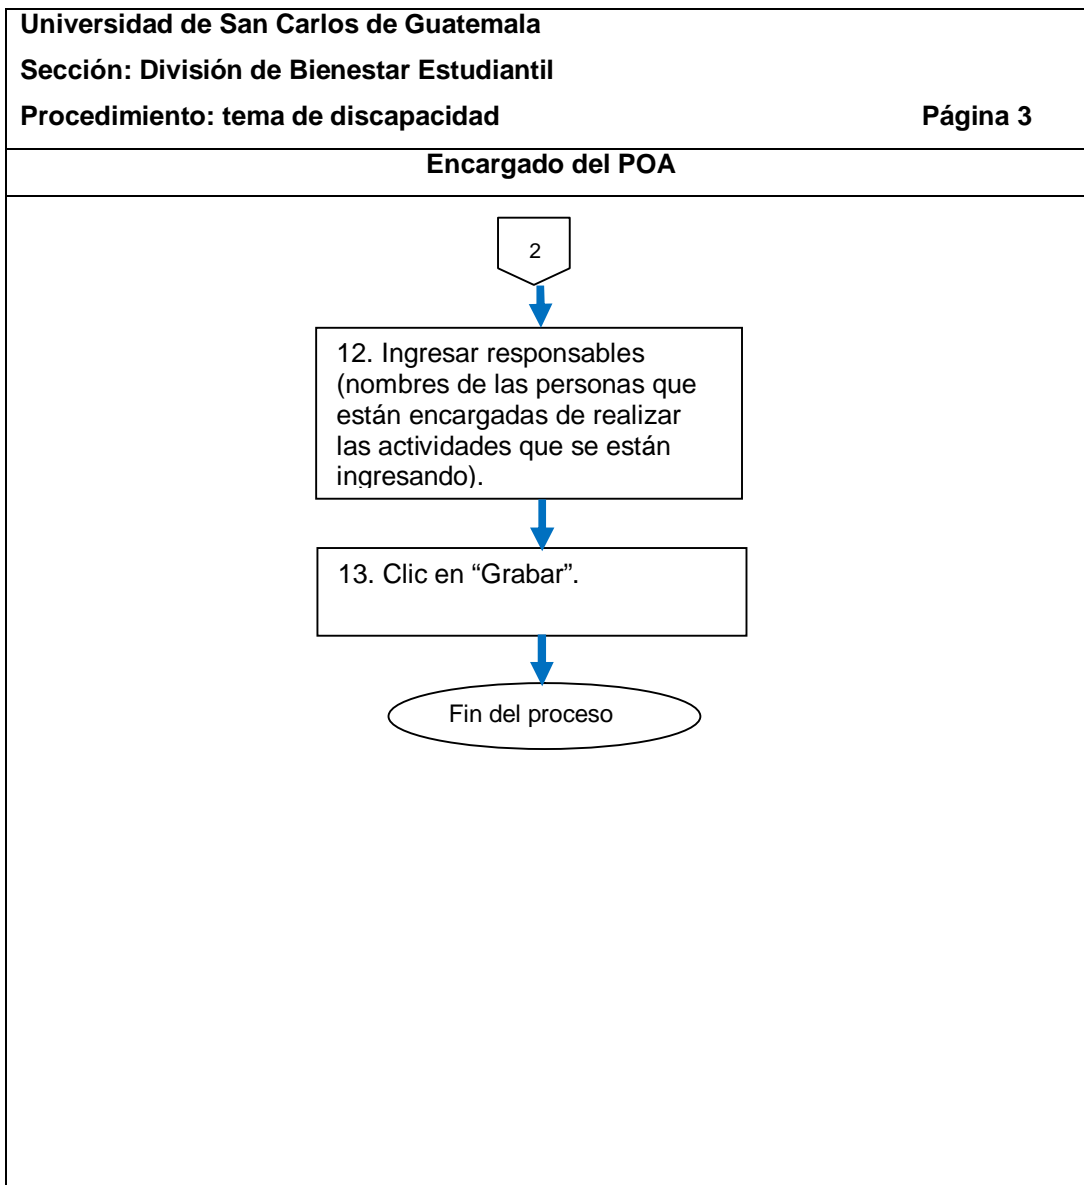 Universidad de San Carlos de Guatemala
Sección: División de Bienestar Estudiantil
Procedimiento: tema de discapacidad Página 3
Encargado del POA
2
12. Ingresar responsables
(nombres de las personas que
están encargadas de realizar
las actividades que se están
ingresando).
13. Clic en “Grabar”.
Fin del proceso